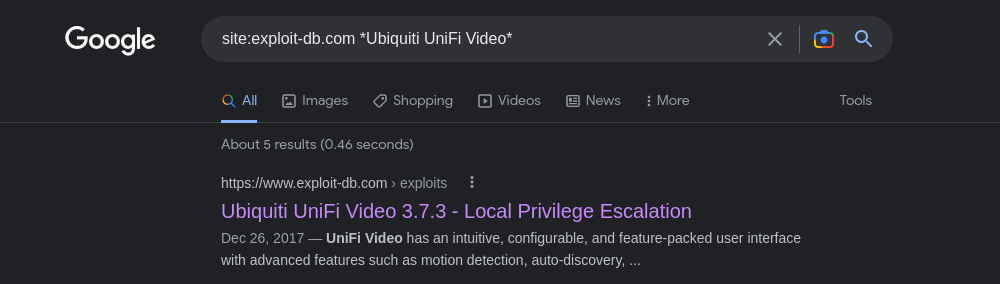 Google
site:exploit-db.com *Ubiquiti UniFi Video*
All Images Shopping Videos News More Tools
About 5 results (0.46 seconds)
https://www.exploit-db.com › exploits
Ubiquiti UniFi Video 3.7.3 - Local Privilege Escalation
Dec 26, 2017 — UniFi Video has an intuitive, configurable, and feature-packed user interface
with advanced features such as motion detection, auto-discovery, ...